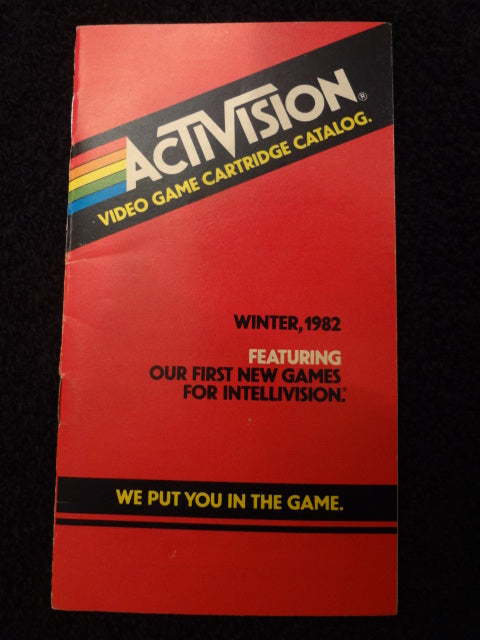 ACTIVISION®
VIDEO GAME CARTRIDGE CATALOG.
WINTER, 1982
FEATURING
OUR FIRST NEW GAMES
FOR INTELLIVISION.®
WE PUT YOU IN THE GAME.